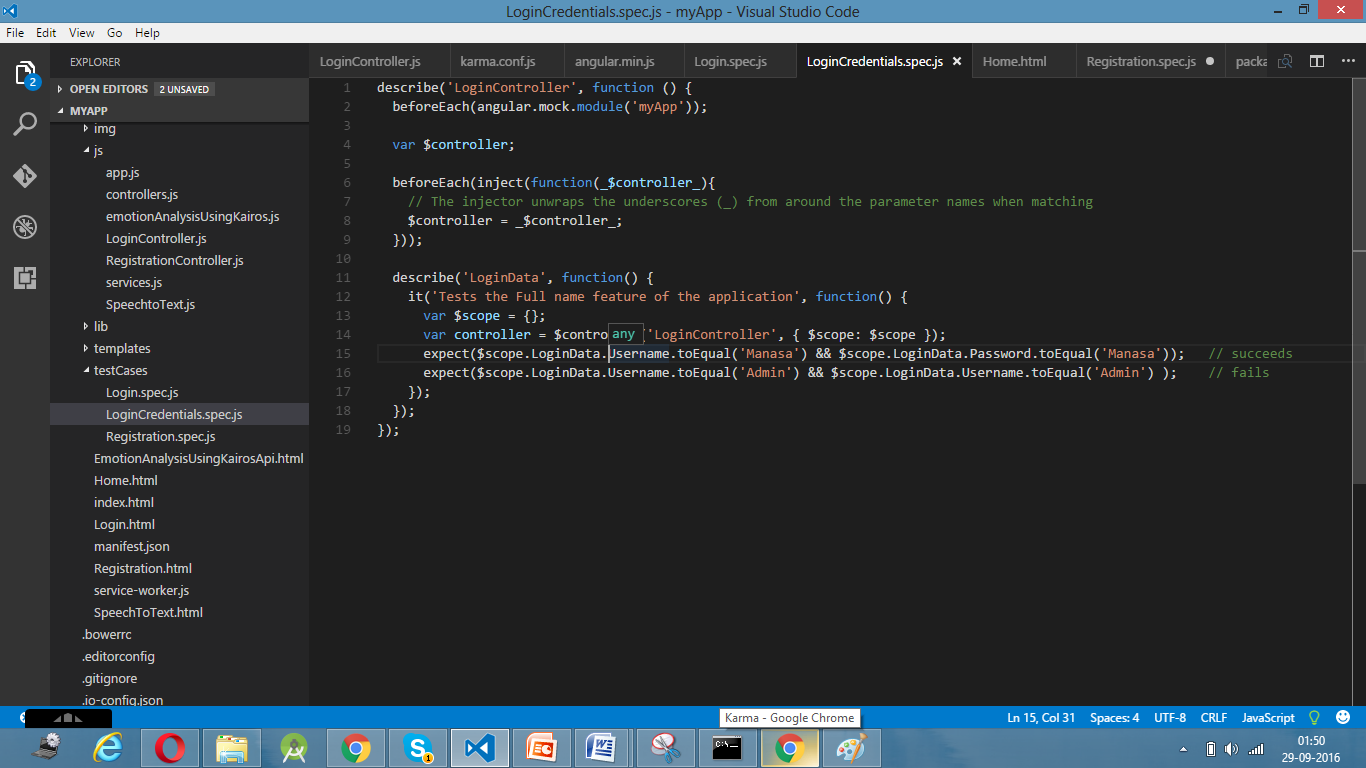 LoginCredentials.spec.js - myApp - Visual Studio Code
File Edit View Go Help
EXPLORER
LoginController.js karma.conf.js angular.min.js Login.spec.js LoginCredentials.spec.js Home.html Registration.spec.js packa
2
OPEN EDITORS 2 UNSAVED
MYAPP
img
js
app.js
controllers.js
emotionAnalysisUsingKairos.js
LoginController.js
RegistrationController.js
services.js
SpeechtoText.js
lib
templates
testCases
Login.spec.js
LoginCredentials.spec.js
Registration.spec.js
EmotionAnalysisUsingKairosApi.html
Home.html
index.html
Login.html
manifest.json
Registration.html
service-worker.js
SpeechToText.html
.bowerrc
.editorconfig
.gitignore
.io-config.json
1 describe('LoginController', function () {
2 beforeEach(angular.mock.module('myApp'));
3
4 var $controller;
5
6 beforeEach(inject(function(_$controller_){
7 // The injector unwraps the underscores (_) from around the parameter names when matching
8 $controller = _$controller_;
9 }));
10
11 describe('LoginData', function() {
12 it('Tests the Full name feature of the application', function() {
13 var $scope = {};
14 var controller = $contro any 'LoginController', { $scope: $scope });
15 expect($scope.LoginData.Username.toEqual('Manasa') && $scope.LoginData.Password.toEqual('Manasa')); // succeeds
16 expect($scope.LoginData.Username.toEqual('Admin') && $scope.LoginData.Username.toEqual('Admin') ); // fails
17 });
18 });
19 });
Ln 15, Col 31 Spaces: 4 UTF-8 CRLF JavaScript
Karma - Google Chrome
1
C:\_
01:50
29-09-2016